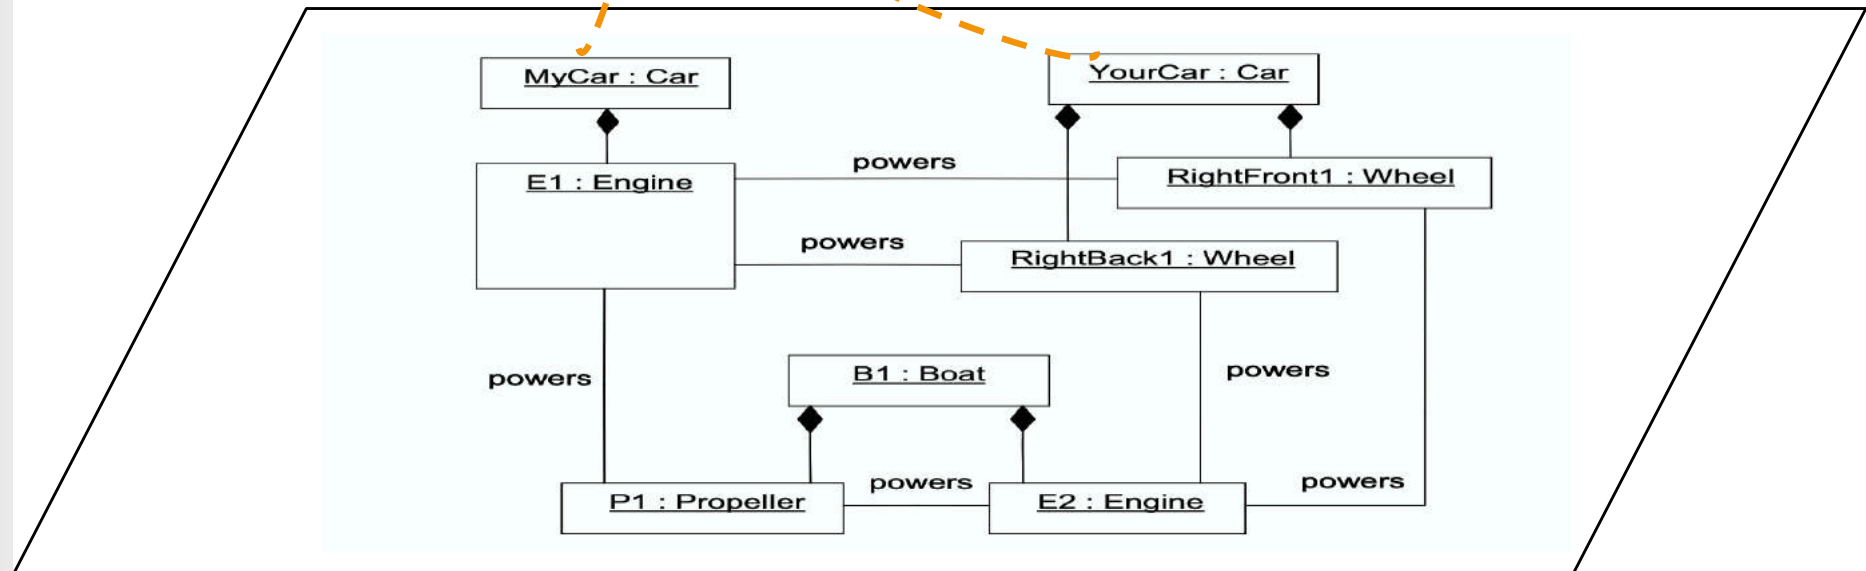 MyCar : Car
YourCar : Car
powers
E1 : Engine
RightFront1 : Wheel
powers
RightBack1 : Wheel
powers
B1 : Boat
powers
powers
powers
P1 : Propeller
E2 : Engine